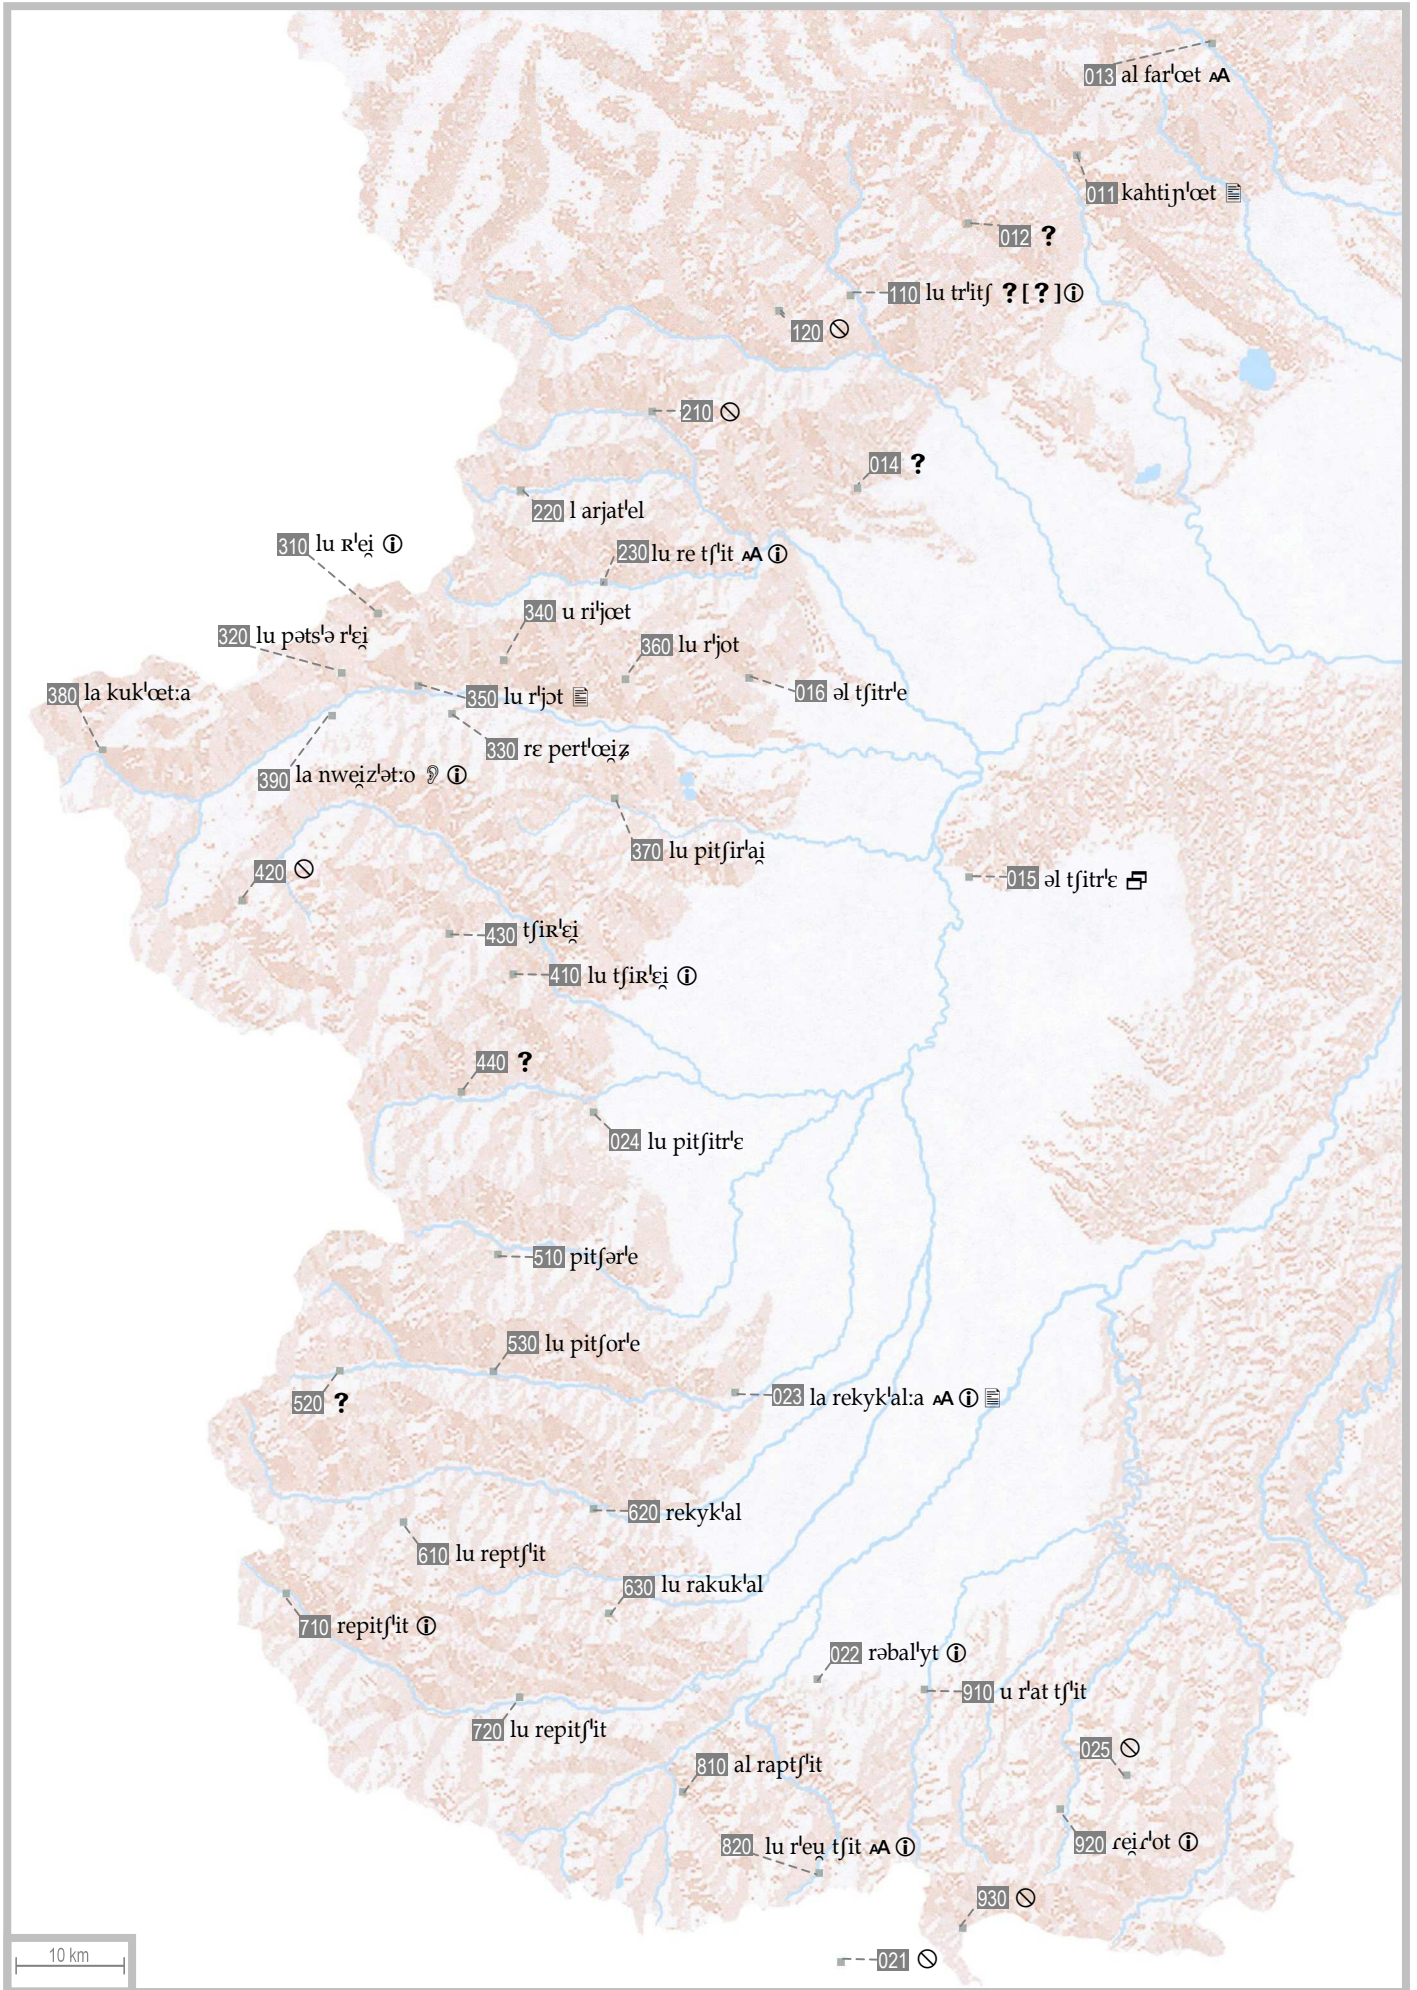 013 al farˈœt AA
011 kahtiɲˈœt
012 ?
110 lu trˈitʃ ? [ ? ]
120
210
014 ?
220 l arjatˈel
310 lu ʀˈei̯
230 lu re tʃˈit AA
340 u riˈjœt
320 lu pətsˈə rˈɛi̯
360 lu rˈjot
380 la kukˈœt:a
350 lu rˈjɔt
016 əl tʃitrˈe
330 rɛ pertˈœi̯ʑ
390 la nwei̯zˈət:o
370 lu pitʃirˈai̯
420
015 əl tʃitrˈɛ
430 tʃiʀˈɛi̯
410 lu tʃiʀˈɛi̯
440 ?
024 lu pitʃitrˈɛ
510 pitʃərˈe
530 lu pitʃorˈe
023 la rekykˈal:a AA
520 ?
620 rekykˈal
610 lu reptʃˈit
630 lu rakukˈal
710 repitʃˈit
022 rəbalˈyt
910 u rˈat tʃˈit
720 lu repitʃˈit
025
810 al raptʃˈit
920 ɾei̯ɾˈot
820 lu rˈeu̯ tʃit AA
930
10 km
021